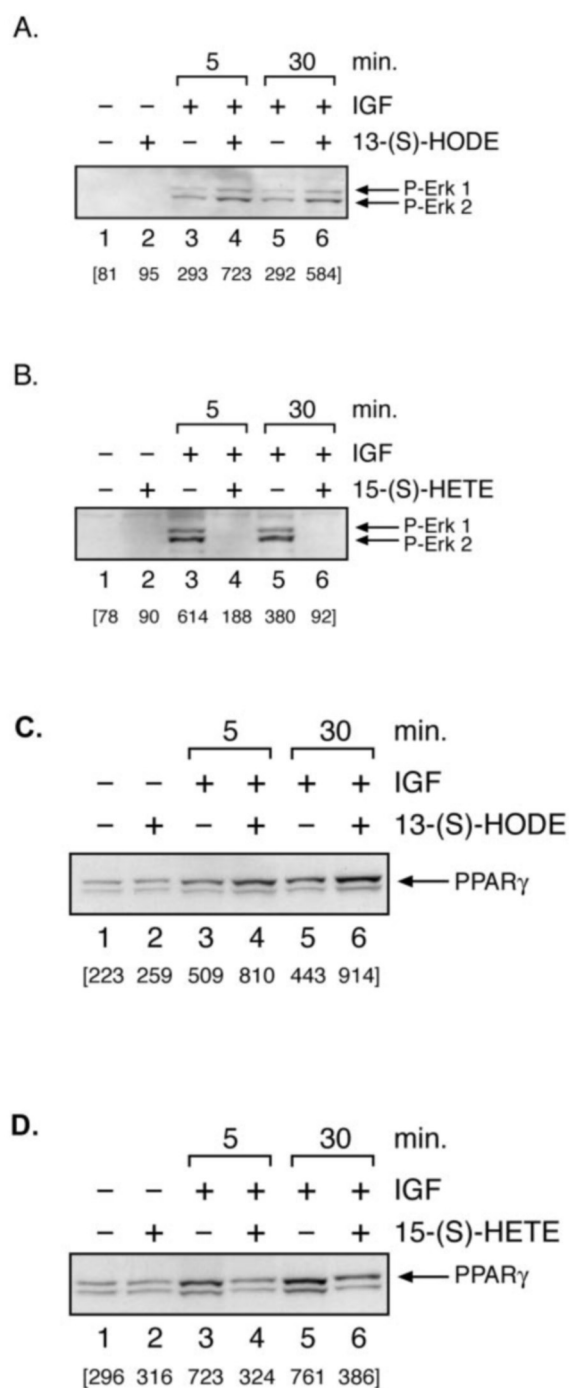 A.
5 30 min.
– – + + + + IGF
– + – + – + 13-(S)-HODE
P-Erk 1
P-Erk 2
1 2 3 4 5 6
[81 95 293 723 292 584]
B.
5 30 min.
– – + + + + IGF
– + – + – + 15-(S)-HETE
P-Erk 1
P-Erk 2
1 2 3 4 5 6
[78 90 614 188 380 92]
C.
5 30 min.
– – + + + + IGF
– + – + – + 13-(S)-HODE
PPARγ
1 2 3 4 5 6
[223 259 509 810 443 914]
D.
5 30 min.
– – + + + + IGF
– + – + – + 15-(S)-HETE
PPARγ
1 2 3 4 5 6
[296 316 723 324 761 386]